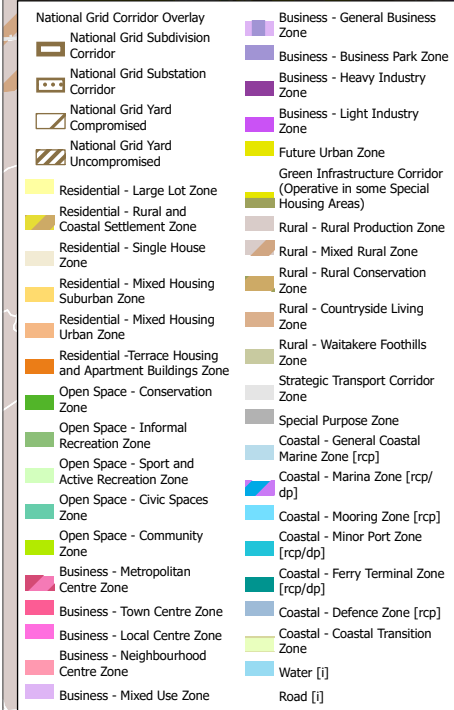 National Grid Corridor Overlay
National Grid Subdivision
Corridor
National Grid Substation
Corridor
National Grid Yard
Compromised
National Grid Yard
Uncompromised
Residential - Large Lot Zone
Residential - Rural and
Coastal Settlement Zone
Residential - Single House
Zone
Residential - Mixed Housing
Suburban Zone
Residential - Mixed Housing
Urban Zone
Residential -Terrace Housing
and Apartment Buildings Zone
Open Space - Conservation
Zone
Open Space - Informal
Recreation Zone
Open Space - Sport and
Active Recreation Zone
Open Space - Civic Spaces
Zone
Open Space - Community
Zone
Business - Metropolitan
Centre Zone
Business - Town Centre Zone
Business - Local Centre Zone
Business - Neighbourhood
Centre Zone
Business - Mixed Use Zone
Business - General Business
Zone
Business - Business Park Zone
Business - Heavy Industry
Zone
Business - Light Industry
Zone
Future Urban Zone
Green Infrastructure Corridor
(Operative in some Special
Housing Areas)
Rural - Rural Production Zone
Rural - Mixed Rural Zone
Rural - Rural Conservation
Zone
Rural - Countryside Living
Zone
Rural - Waitakere Foothills
Zone
Strategic Transport Corridor
Zone
Special Purpose Zone
Coastal - General Coastal
Marine Zone [rcp]
Coastal - Marina Zone [rcp/
dp]
Coastal - Mooring Zone [rcp]
Coastal - Minor Port Zone
[rcp/dp]
Coastal - Ferry Terminal Zone
[rcp/dp]
Coastal - Defence Zone [rcp]
Coastal - Coastal Transition
Zone
Water [i]
Road [i]